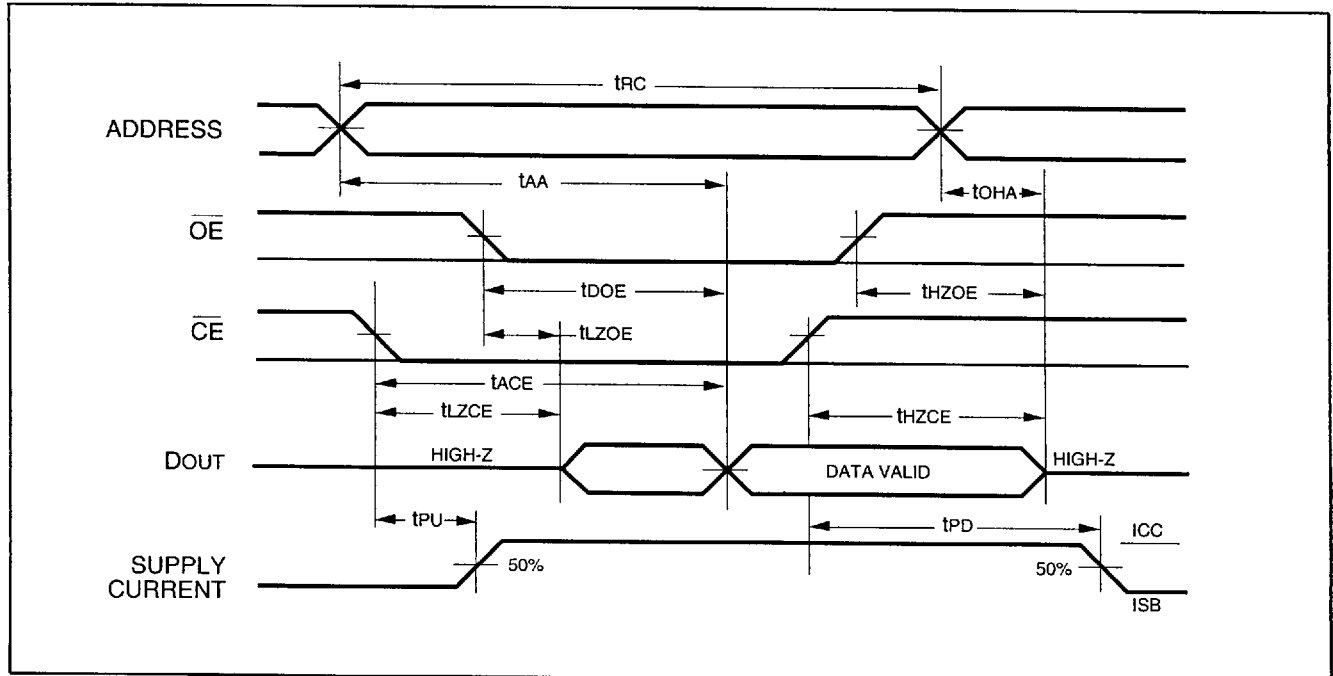 tRC
ADDRESS
tAA
tOHA
OE
tDOE
tHZOE
CE
tLZOE
tACE
tLZCE
tHZCE
DOUT
HIGH-Z
DATA VALID
HIGH-Z
tPU
tPD
ICC
SUPPLY
CURRENT
50%
50%
ISB